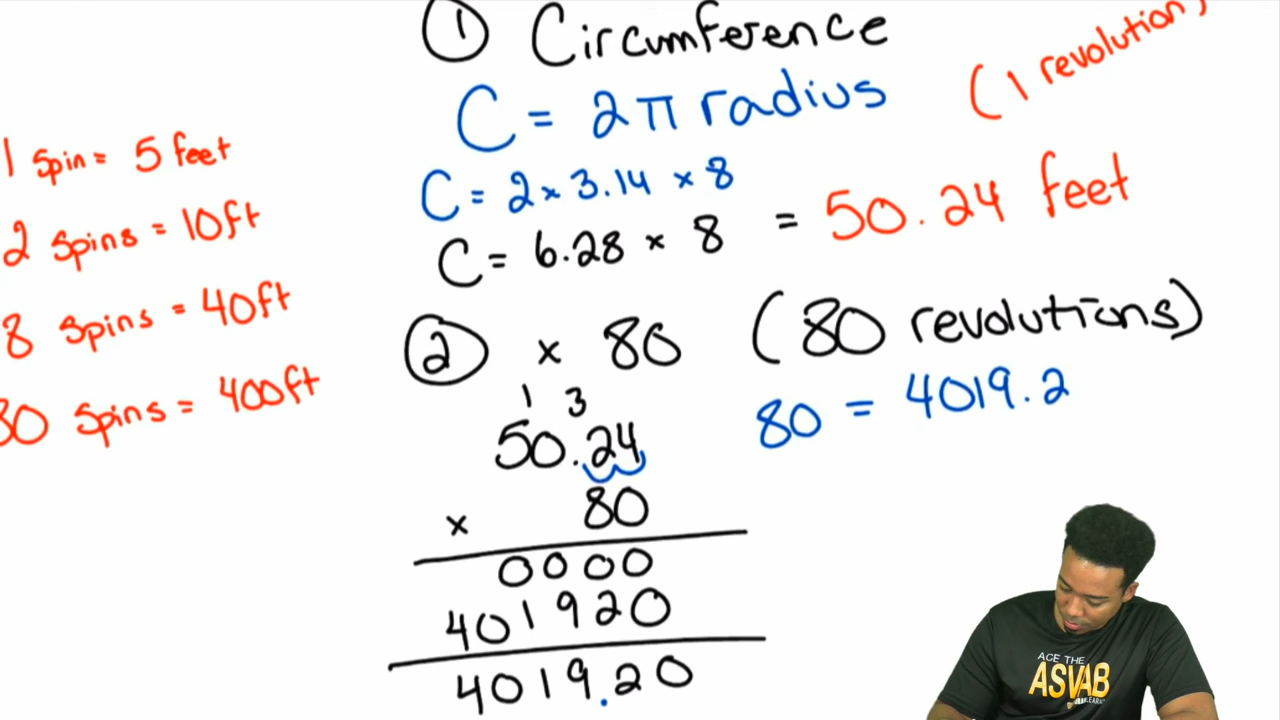 ① Circumference
(1 revolution)
C = 2π radius
1 Spin = 5 feet
C = 2 × 3.14 × 8
2 Spins = 10ft
C = 6.28 × 8 = 50.24 feet
8 Spins = 40ft
② × 80 (80 revolutions)
80 Spins = 400ft
80 = 4019.2
1 3
50.24
× 80
0000
401920
4019.20
ACE THE
ASVAB